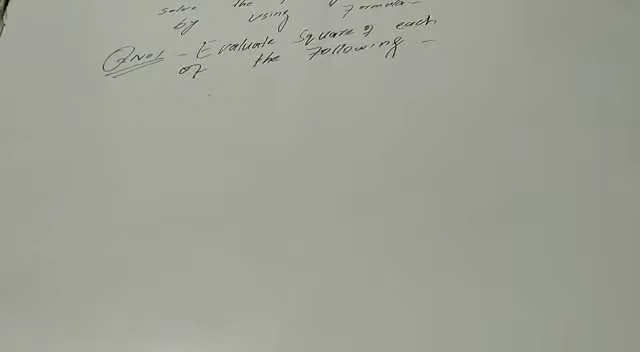 solve the
by using Formula -
Q No1 - Evaluate square of each
of the following -